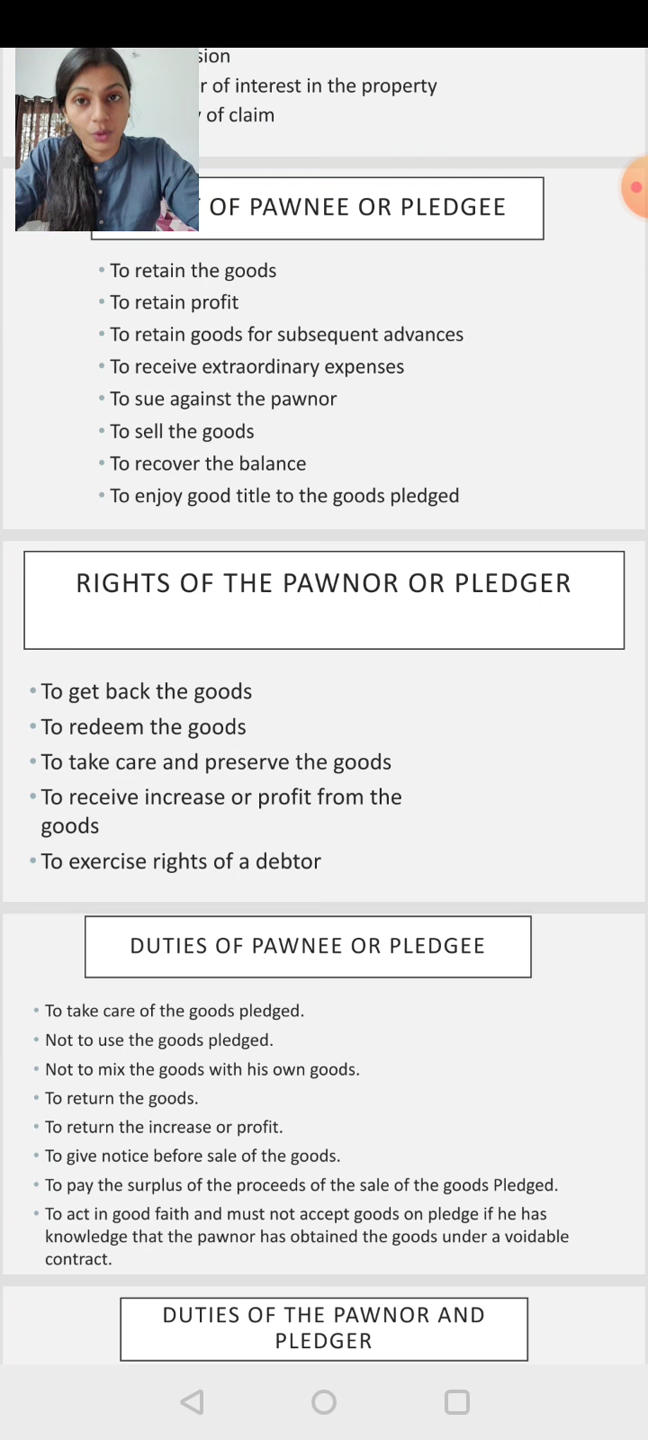 sion
r of interest in the property
of claim
OF PAWNEE OR PLEDGEE
• To retain the goods
• To retain profit
• To retain goods for subsequent advances
• To receive extraordinary expenses
• To sue against the pawnor
• To sell the goods
• To recover the balance
• To enjoy good title to the goods pledged
RIGHTS OF THE PAWNOR OR PLEDGER
• To get back the goods
• To redeem the goods
• To take care and preserve the goods
• To receive increase or profit from the
goods
• To exercise rights of a debtor
DUTIES OF PAWNEE OR PLEDGEE
• To take care of the goods pledged.
• Not to use the goods pledged.
• Not to mix the goods with his own goods.
• To return the goods.
• To return the increase or profit.
• To give notice before sale of the goods.
• To pay the surplus of the proceeds of the sale of the goods Pledged.
• To act in good faith and must not accept goods on pledge if he has
knowledge that the pawnor has obtained the goods under a voidable
contract.
DUTIES OF THE PAWNOR AND
PLEDGER